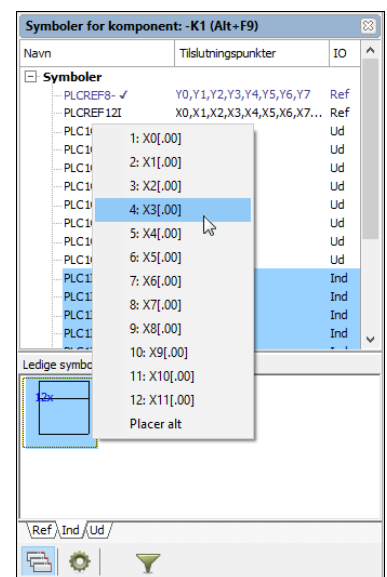 Symboler for komponent: -K1 (Alt+F9)
Navn Tilslutningspunkter IO
Symboler
PLCREF8- ✓ Y0,Y1,Y2,Y3,Y4,Y5,Y6,Y7 Ref
PLCREF12I X0,X1,X2,X3,X4,X5,X6,X7... Ref
Ud
Ud
Ud
Ud
Ud
Ud
Ud
Ud
Ind
Ind
Ind
Ind
1: X0[.00]
2: X1[.00]
3: X2[.00]
4: X3[.00]
5: X4[.00]
6: X5[.00]
7: X6[.00]
8: X7[.00]
9: X8[.00]
10: X9[.00]
11: X10[.00]
12: X11[.00]
Placer alt
Ledige
12x
Ref Ind Ud